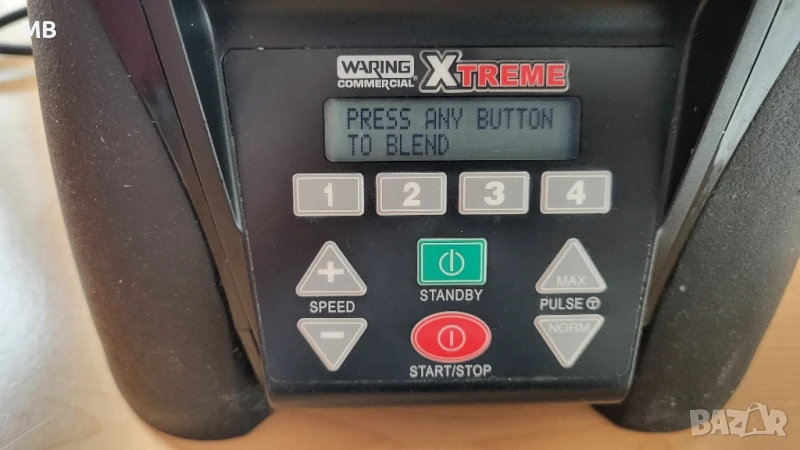 MB
WARING
COMMERCIAL®
XTREME
PRESS ANY BUTTON
TO BLEND
1 2 3 4
+
SPEED
−
STANDBY
START/STOP
MAX
PULSE
NORM
bazar